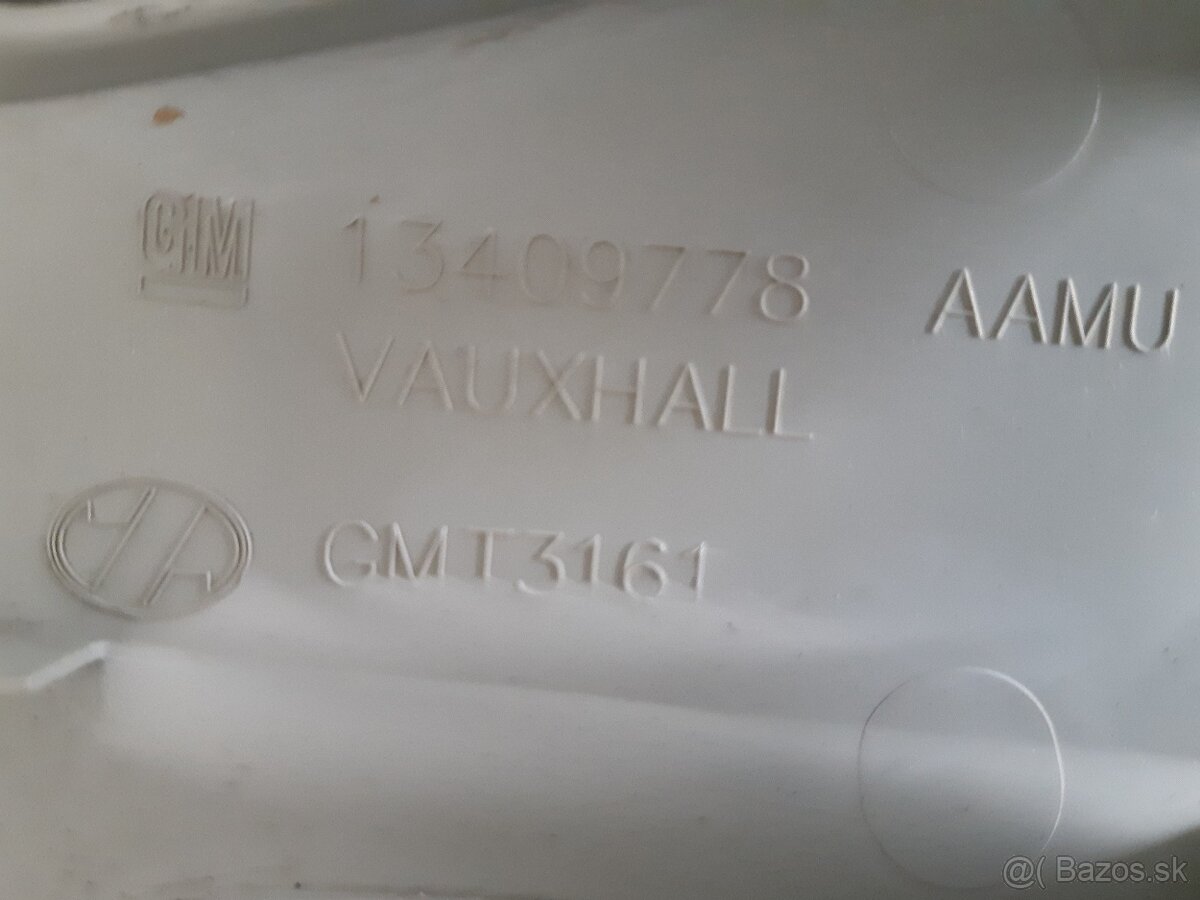 GM 13409778 AAMU
VAUXHALL
GMT3161
@( Bazos.sk